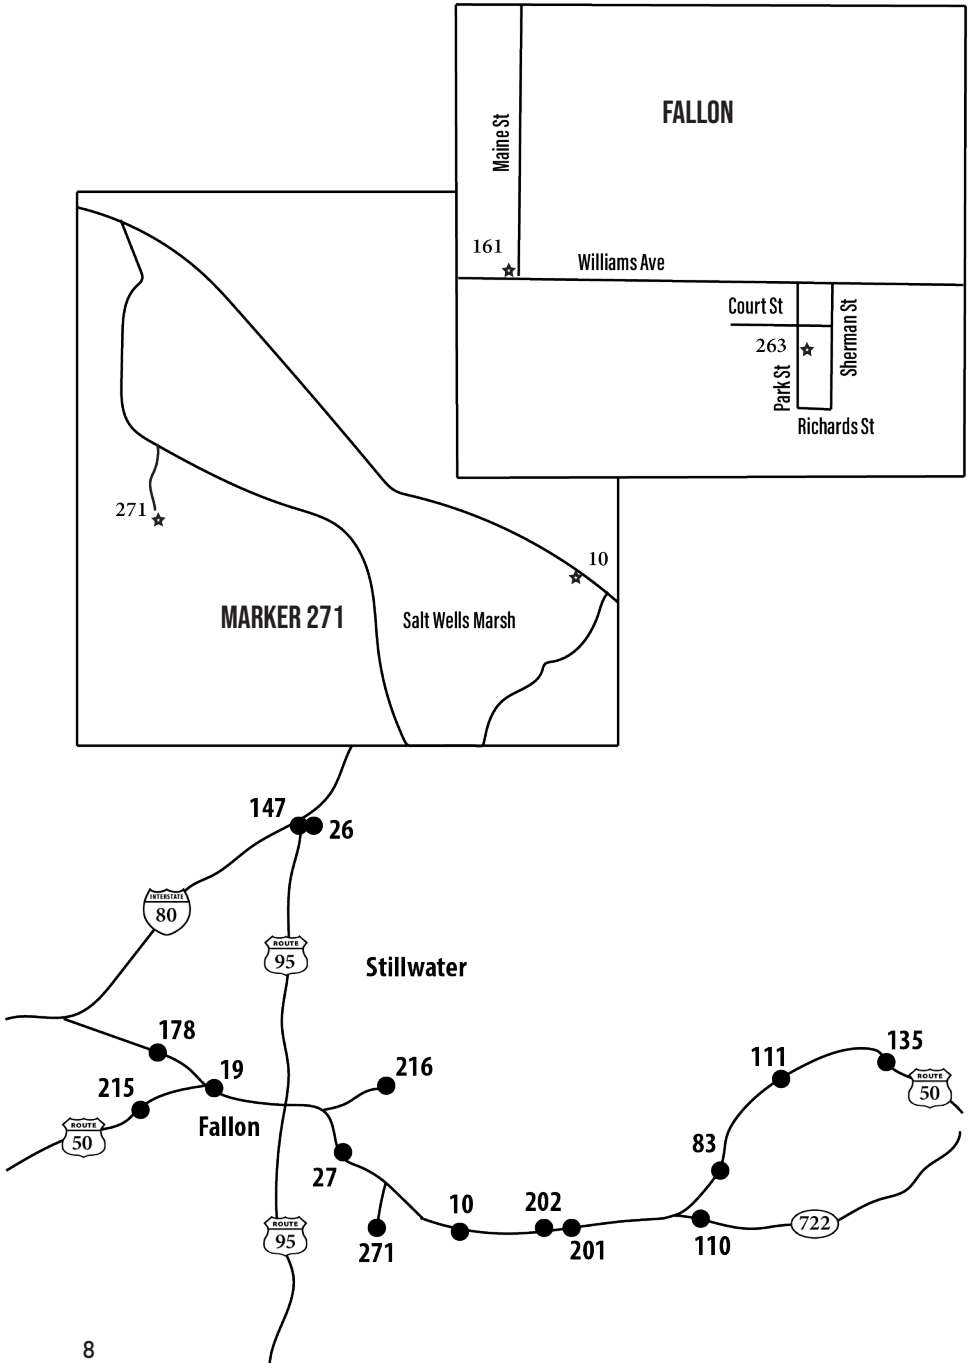 FALLON
Maine St
161
Williams Ave
Court St
263
Park St
Sherman St
Richards St
271
10
MARKER 271
Salt Wells Marsh
147
26
INTERSTATE
80
ROUTE
95
Stillwater
178
19
216
215
Fallon
ROUTE
50
27
111
135
ROUTE
50
83
10
202
201
271
110
722
ROUTE
95
8